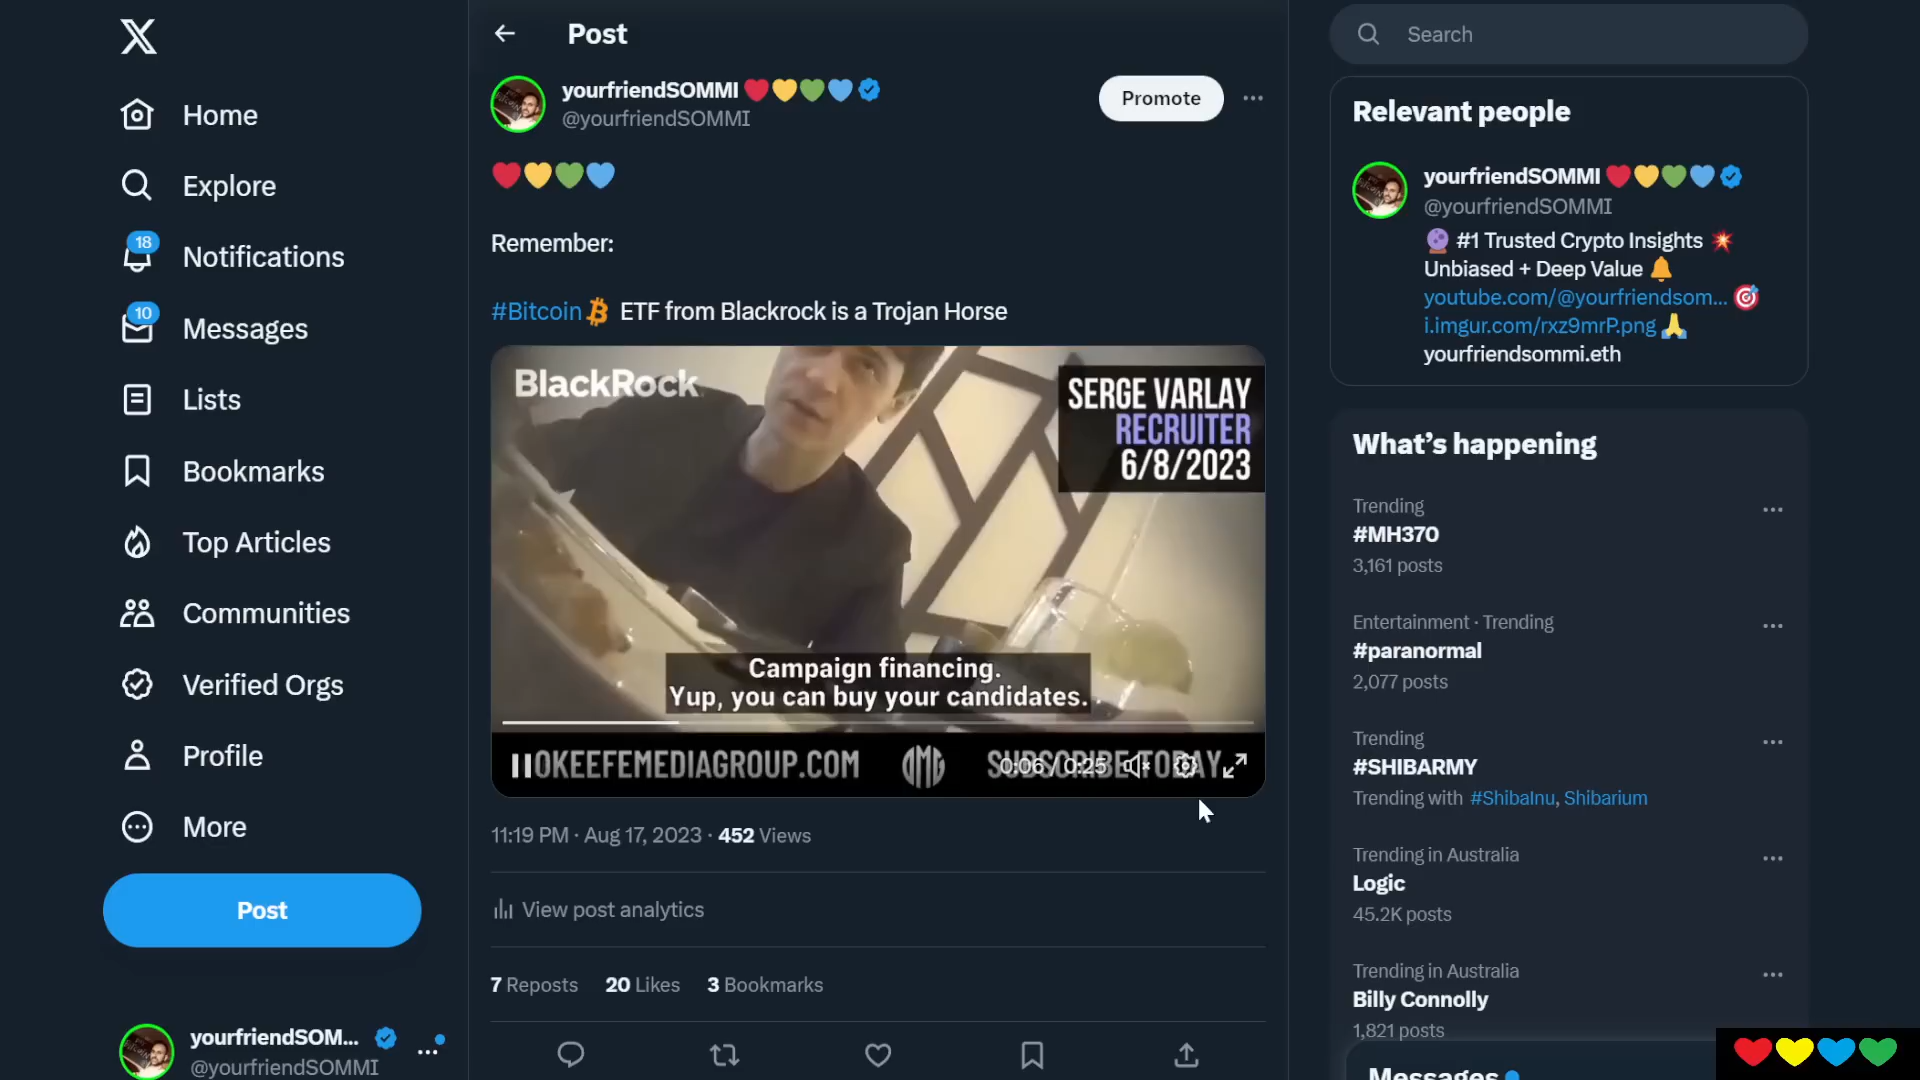 Home
Explore
18
Notifications
10
Messages
Lists
Bookmarks
Top Articles
Communities
Verified Orgs
Profile
More
Post
yourfriendSOM...
@yourfriendSOMMI
Post
yourfriendSOMMI
@yourfriendSOMMI
Promote
Remember:
#Bitcoin ETF from Blackrock is a Trojan Horse
BlackRock
SERGE VARLAY
RECRUITER
6/8/2023
Campaign financing.
Yup, you can buy your candidates.
OKEEFEMEDIAGROUP.COM OMG SUBSCRIBE TODAY
0:06 / 0:25
11:19 PM · Aug 17, 2023 · 452 Views
View post analytics
7 Reposts 20 Likes 3 Bookmarks
Search
Relevant people
yourfriendSOMMI
@yourfriendSOMMI
#1 Trusted Crypto Insights
Unbiased + Deep Value
youtube.com/@yourfriendsom...
i.imgur.com/rxz9mrP.png
yourfriendsommi.eth
What's happening
Trending
#MH370
3,161 posts
Entertainment · Trending
#paranormal
2,077 posts
Trending
#SHIBARMY
Trending with #ShibaInu, Shibarium
Trending in Australia
Logic
45.2K posts
Trending in Australia
Billy Connolly
1,821 posts
Messages